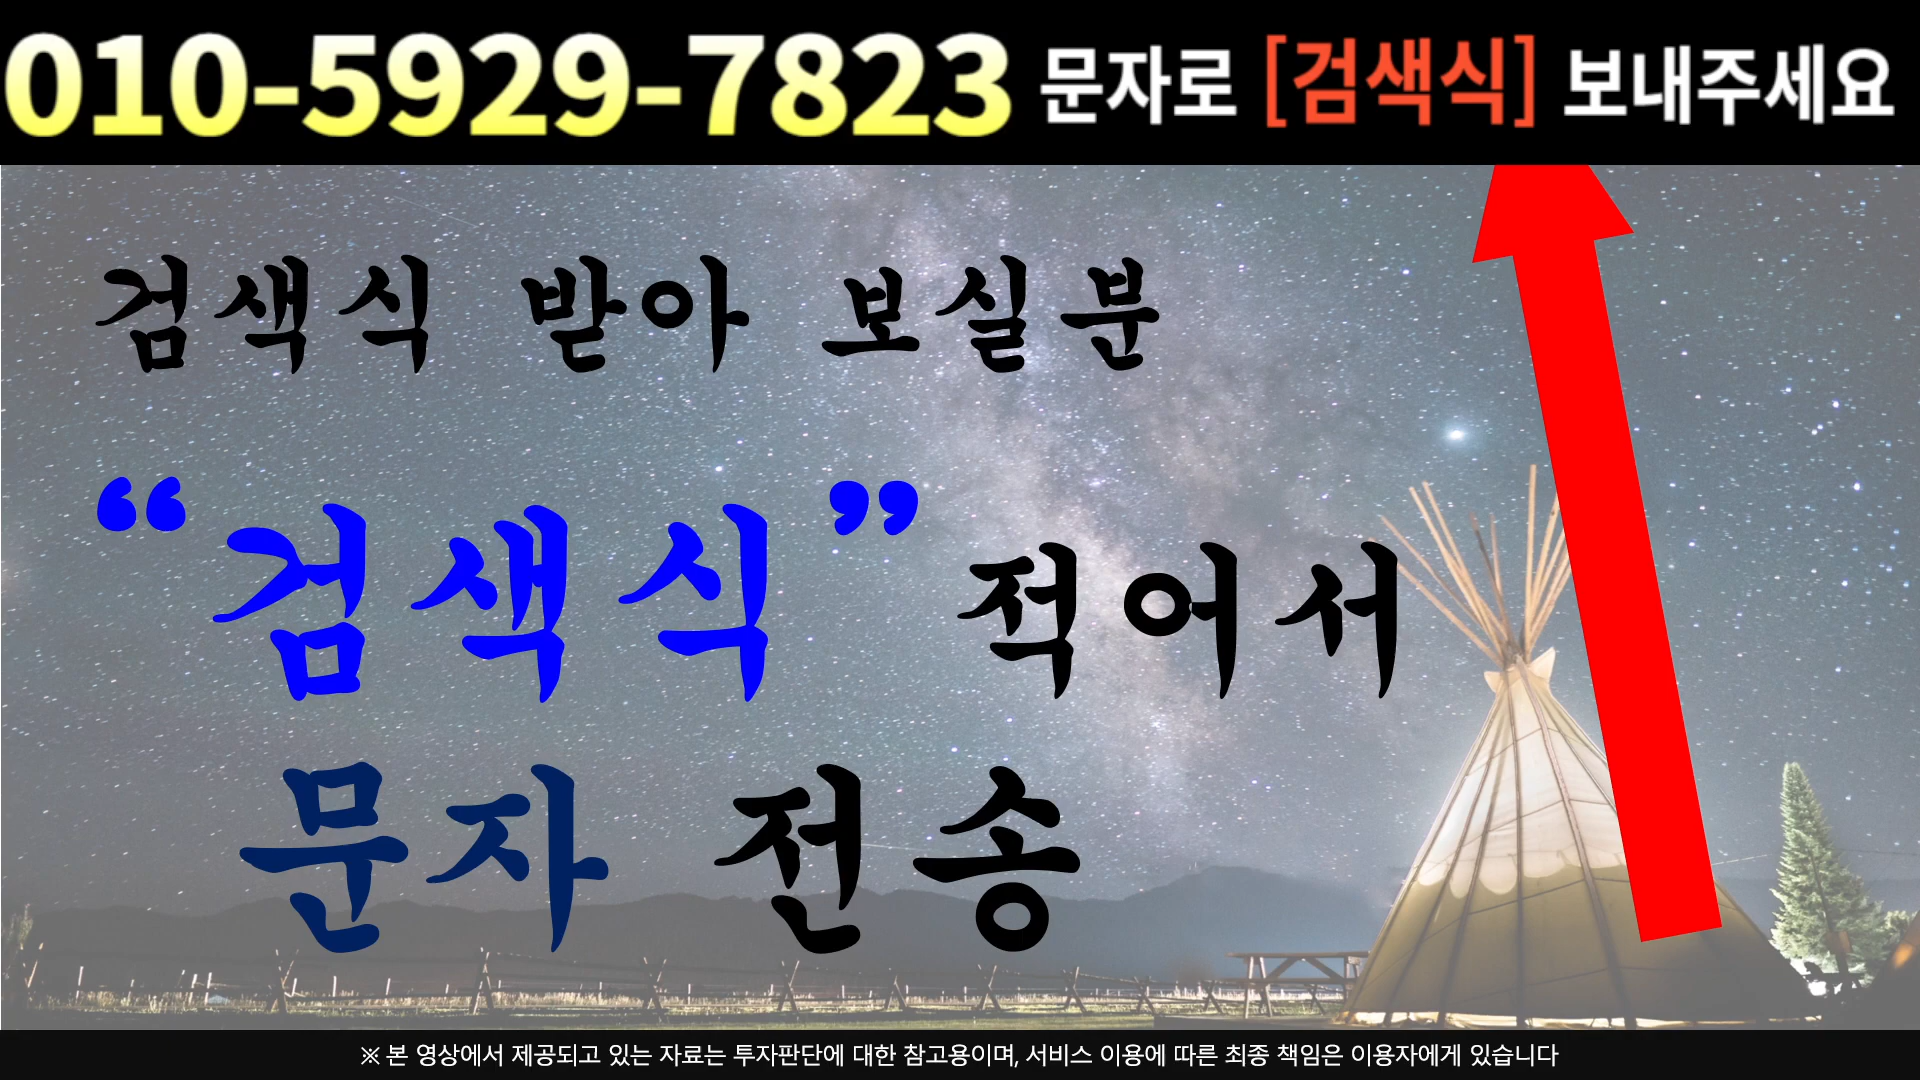 010-5929-7823 문자로 [검색식] 보내주세요
검색식 받아 보실분
“검색식” 적어서
문자 전송
※ 본 영상에서 제공되고 있는 자료는 투자판단에 대한 참고용이며, 서비스 이용에 따른 최종 책임은 이용자에게 있습니다